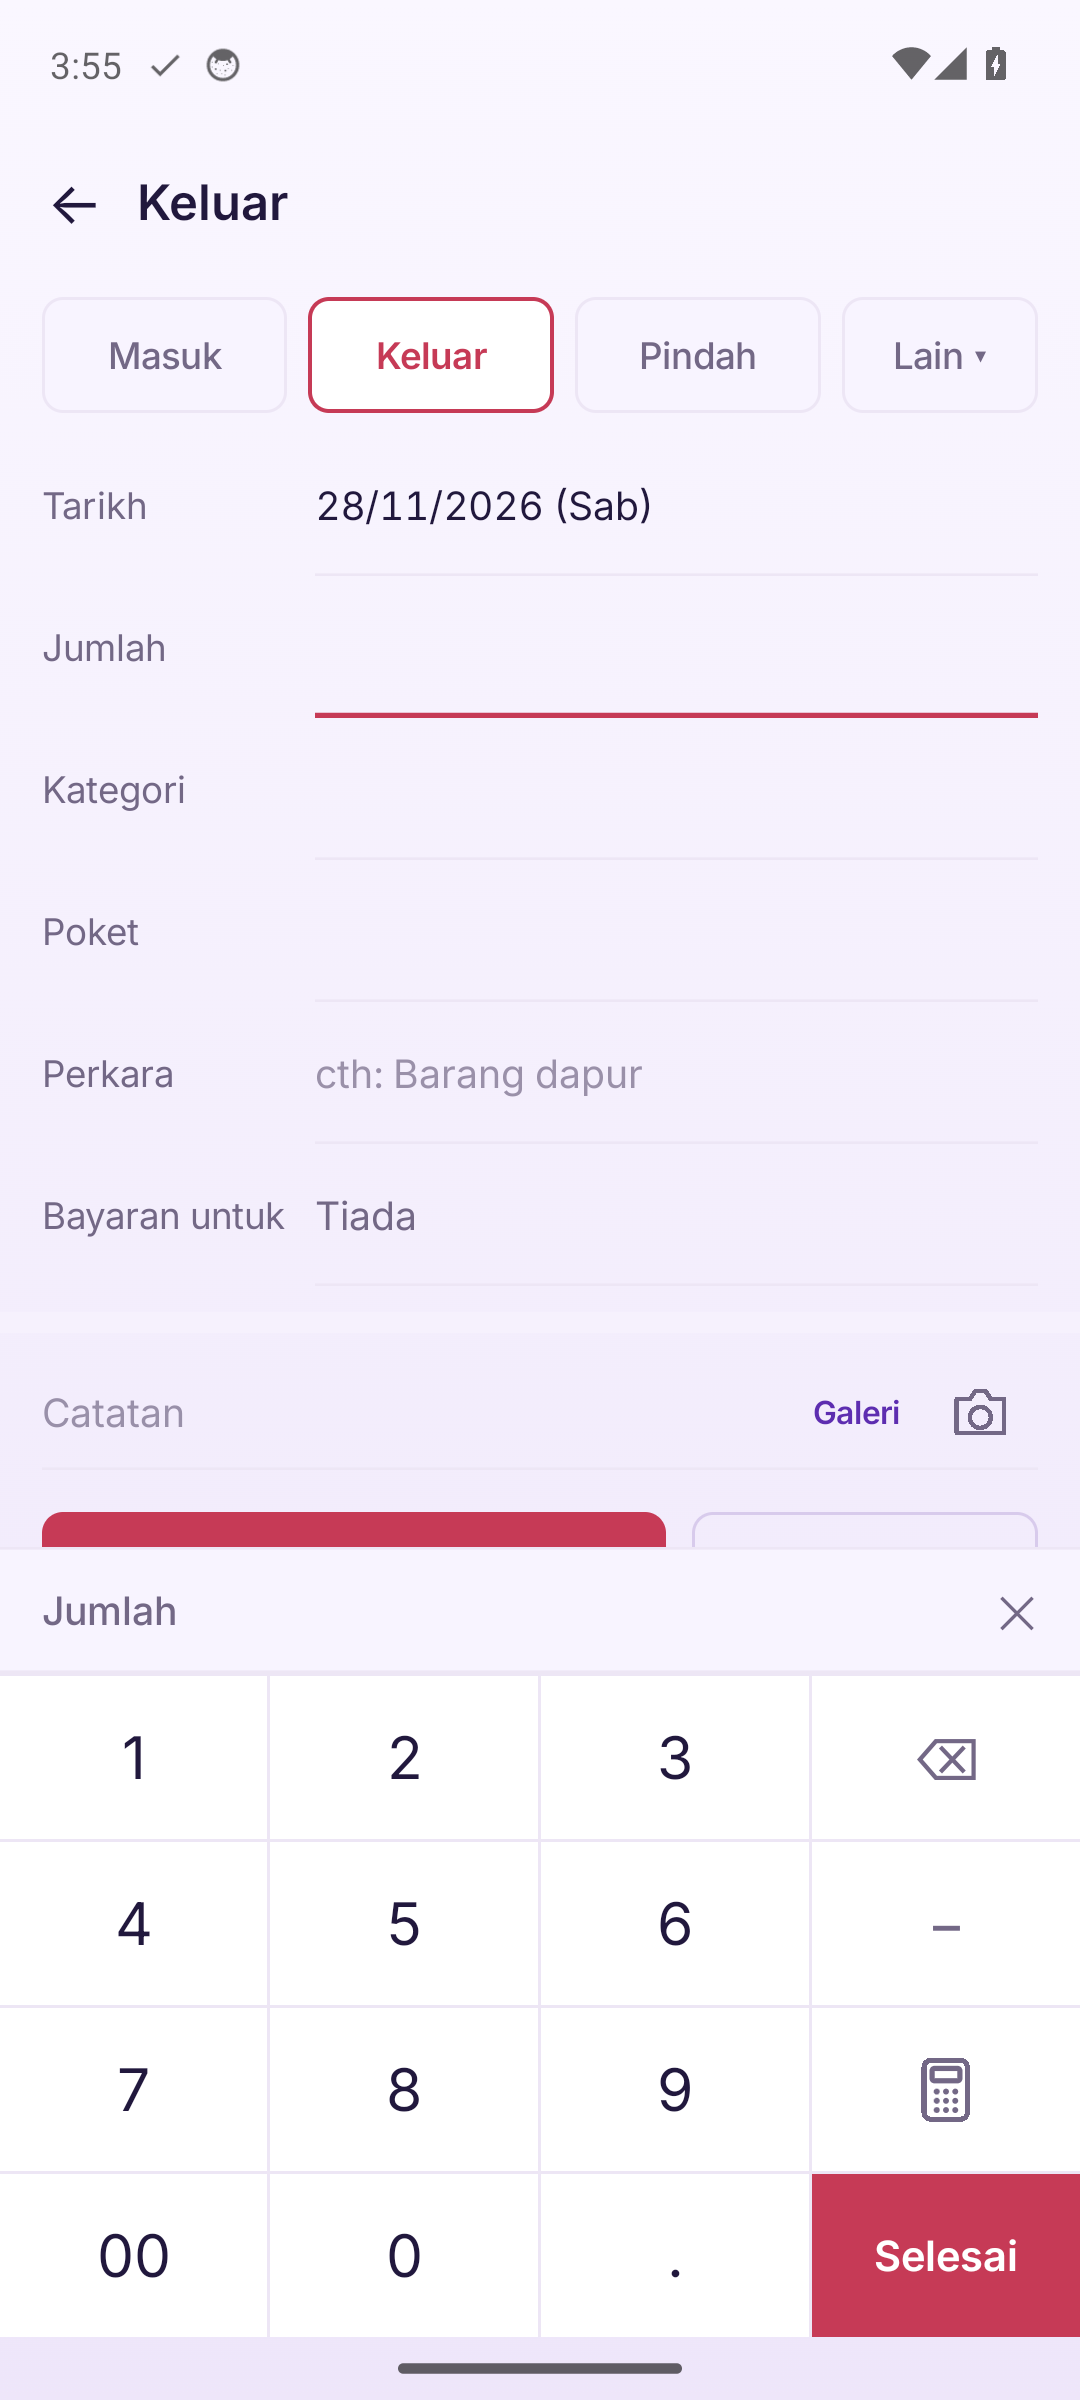 3:55
Keluar
Masuk
Keluar
Pindah
Lain ▾
Tarikh
28/11/2026 (Sab)
Jumlah
Kategori
Poket
Perkara
cth: Barang dapur
Bayaran untuk
Tiada
Catatan
Galeri
Jumlah
1 2 3
4 5 6 −
7 8 9
00 0 . Selesai